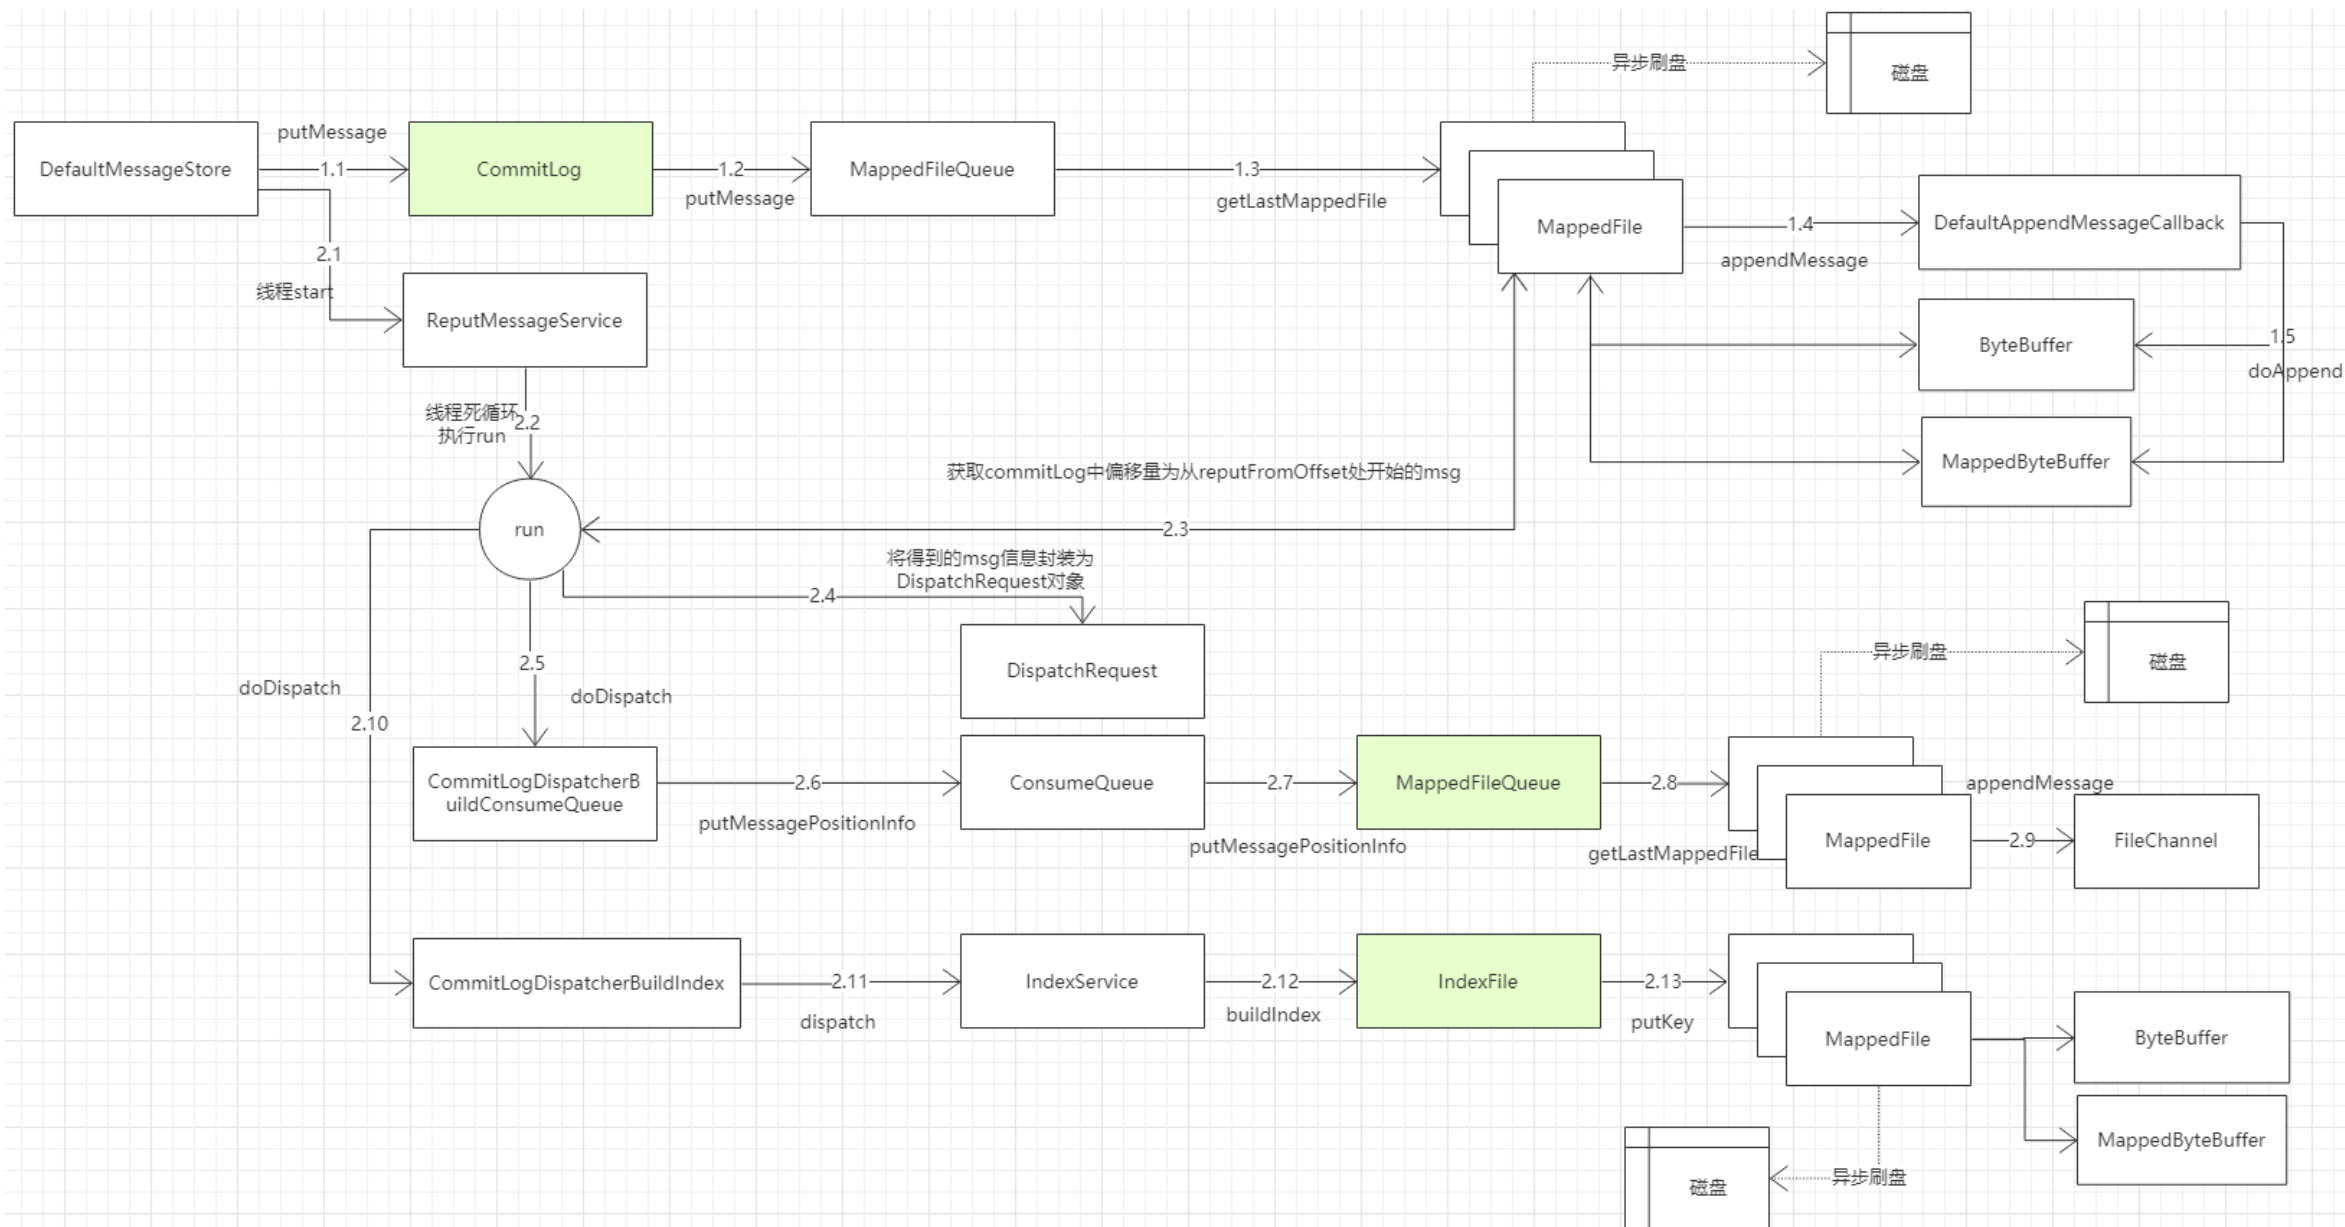 异步刷盘
磁盘
putMessage
DefaultMessageStore
1.1
CommitLog
1.2
putMessage
MappedFileQueue
1.3
getLastMappedFile
MappedFile
1.4
appendMessage
DefaultAppendMessageCallback
2.1
线程start
ReputMessageService
ByteBuffer
1.5
doAppend
MappedByteBuffer
线程死循环
执行run
2.2
获取commitLog中偏移量为从reputFromOffset处开始的msg
run
2.3
将得到的msg信息封装为
DispatchRequest对象
2.4
DispatchRequest
2.5
doDispatch
doDispatch
2.10
异步刷盘
磁盘
CommitLogDispatcherB
uildConsumeQueue
2.6
putMessagePositionInfo
ConsumeQueue
2.7
putMessagePositionInfo
MappedFileQueue
2.8
getLastMappedFile
MappedFile
appendMessage
2.9
FileChannel
CommitLogDispatcherBuildIndex
2.11
dispatch
IndexService
2.12
buildIndex
IndexFile
2.13
putKey
MappedFile
ByteBuffer
MappedByteBuffer
异步刷盘
磁盘